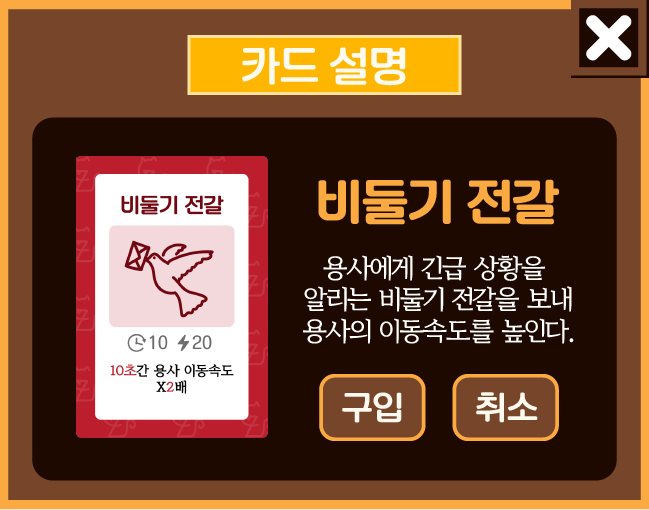 카드 설명
비둘기 전갈
10 20
10초간 용사 이동속도
X2배
비둘기 전갈
용사에게 긴급 상황을
알리는 비둘기 전갈을 보내
용사의 이동속도를 높인다.
구입 취소